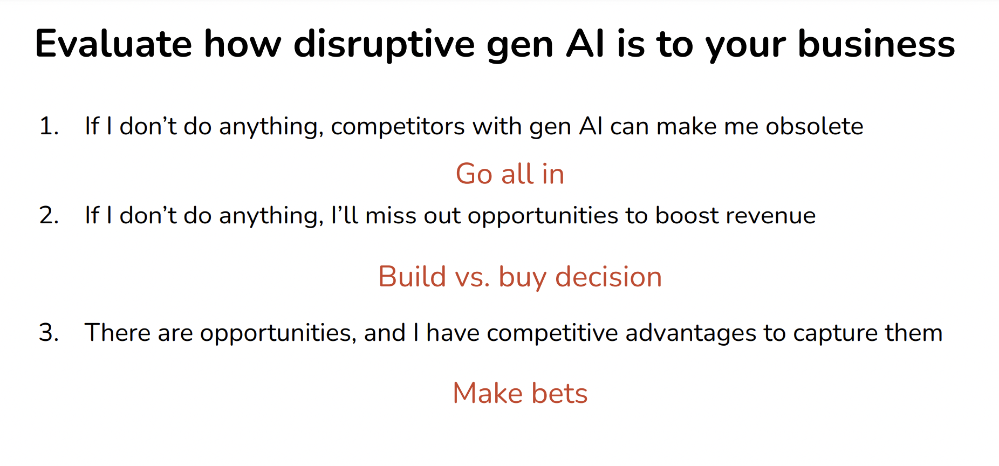 Evaluate how disruptive gen AI is to your business
1. If I don’t do anything, competitors with gen AI can make me obsolete
Go all in
2. If I don’t do anything, I’ll miss out opportunities to boost revenue
Build vs. buy decision
3. There are opportunities, and I have competitive advantages to capture them
Make bets